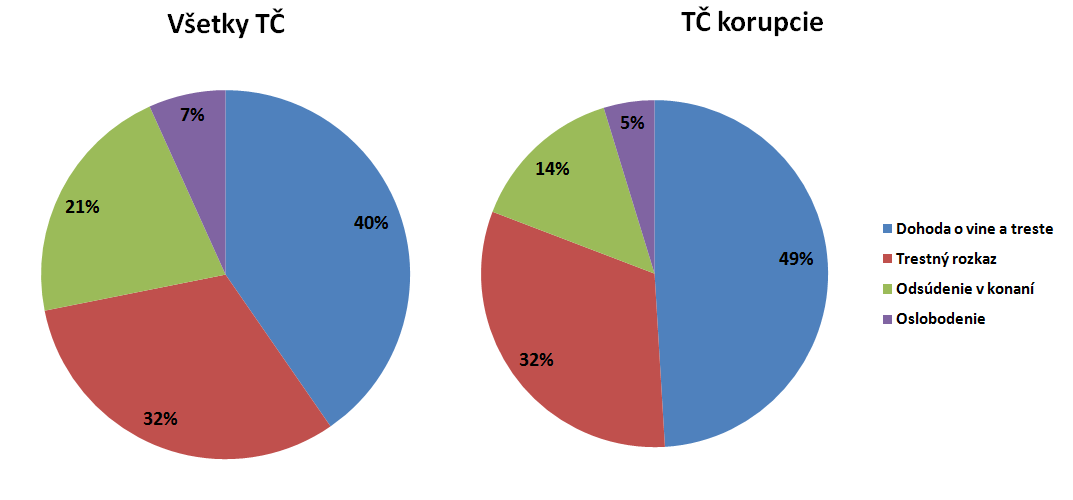 Všetky TČ
7%
21%
40%
32%
TČ korupcie
5%
14%
49%
32%
Dohoda o vine a treste
Trestný rozkaz
Odsúdenie v konaní
Oslobodenie